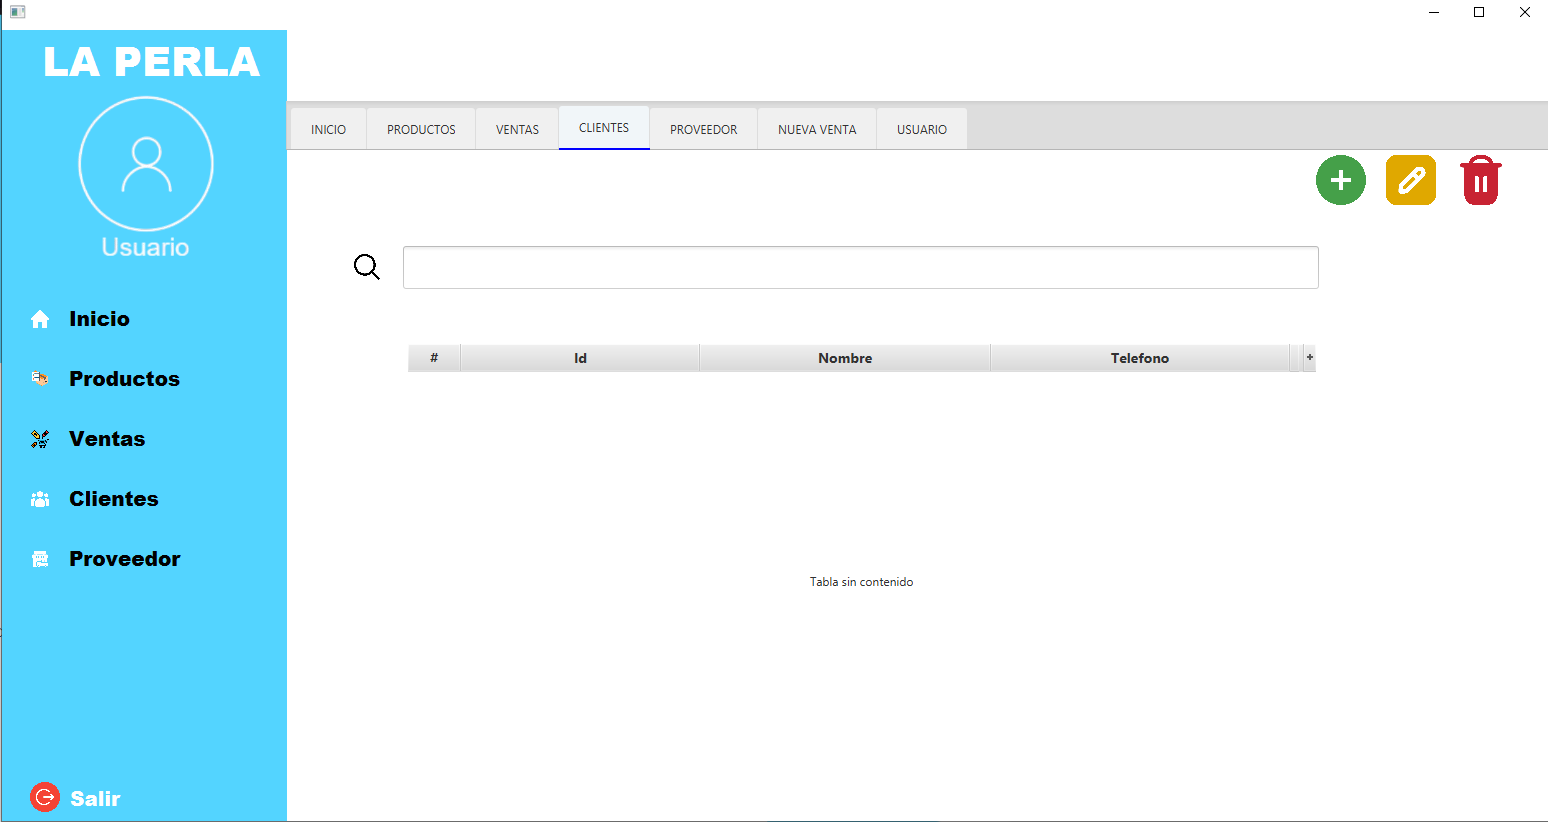 LA PERLA
Usuario
Inicio
Productos
Ventas
Clientes
Proveedor
Salir
INICIO PRODUCTOS VENTAS CLIENTES PROVEEDOR NUEVA VENTA USUARIO
# Id Nombre Telefono +
Tabla sin contenido